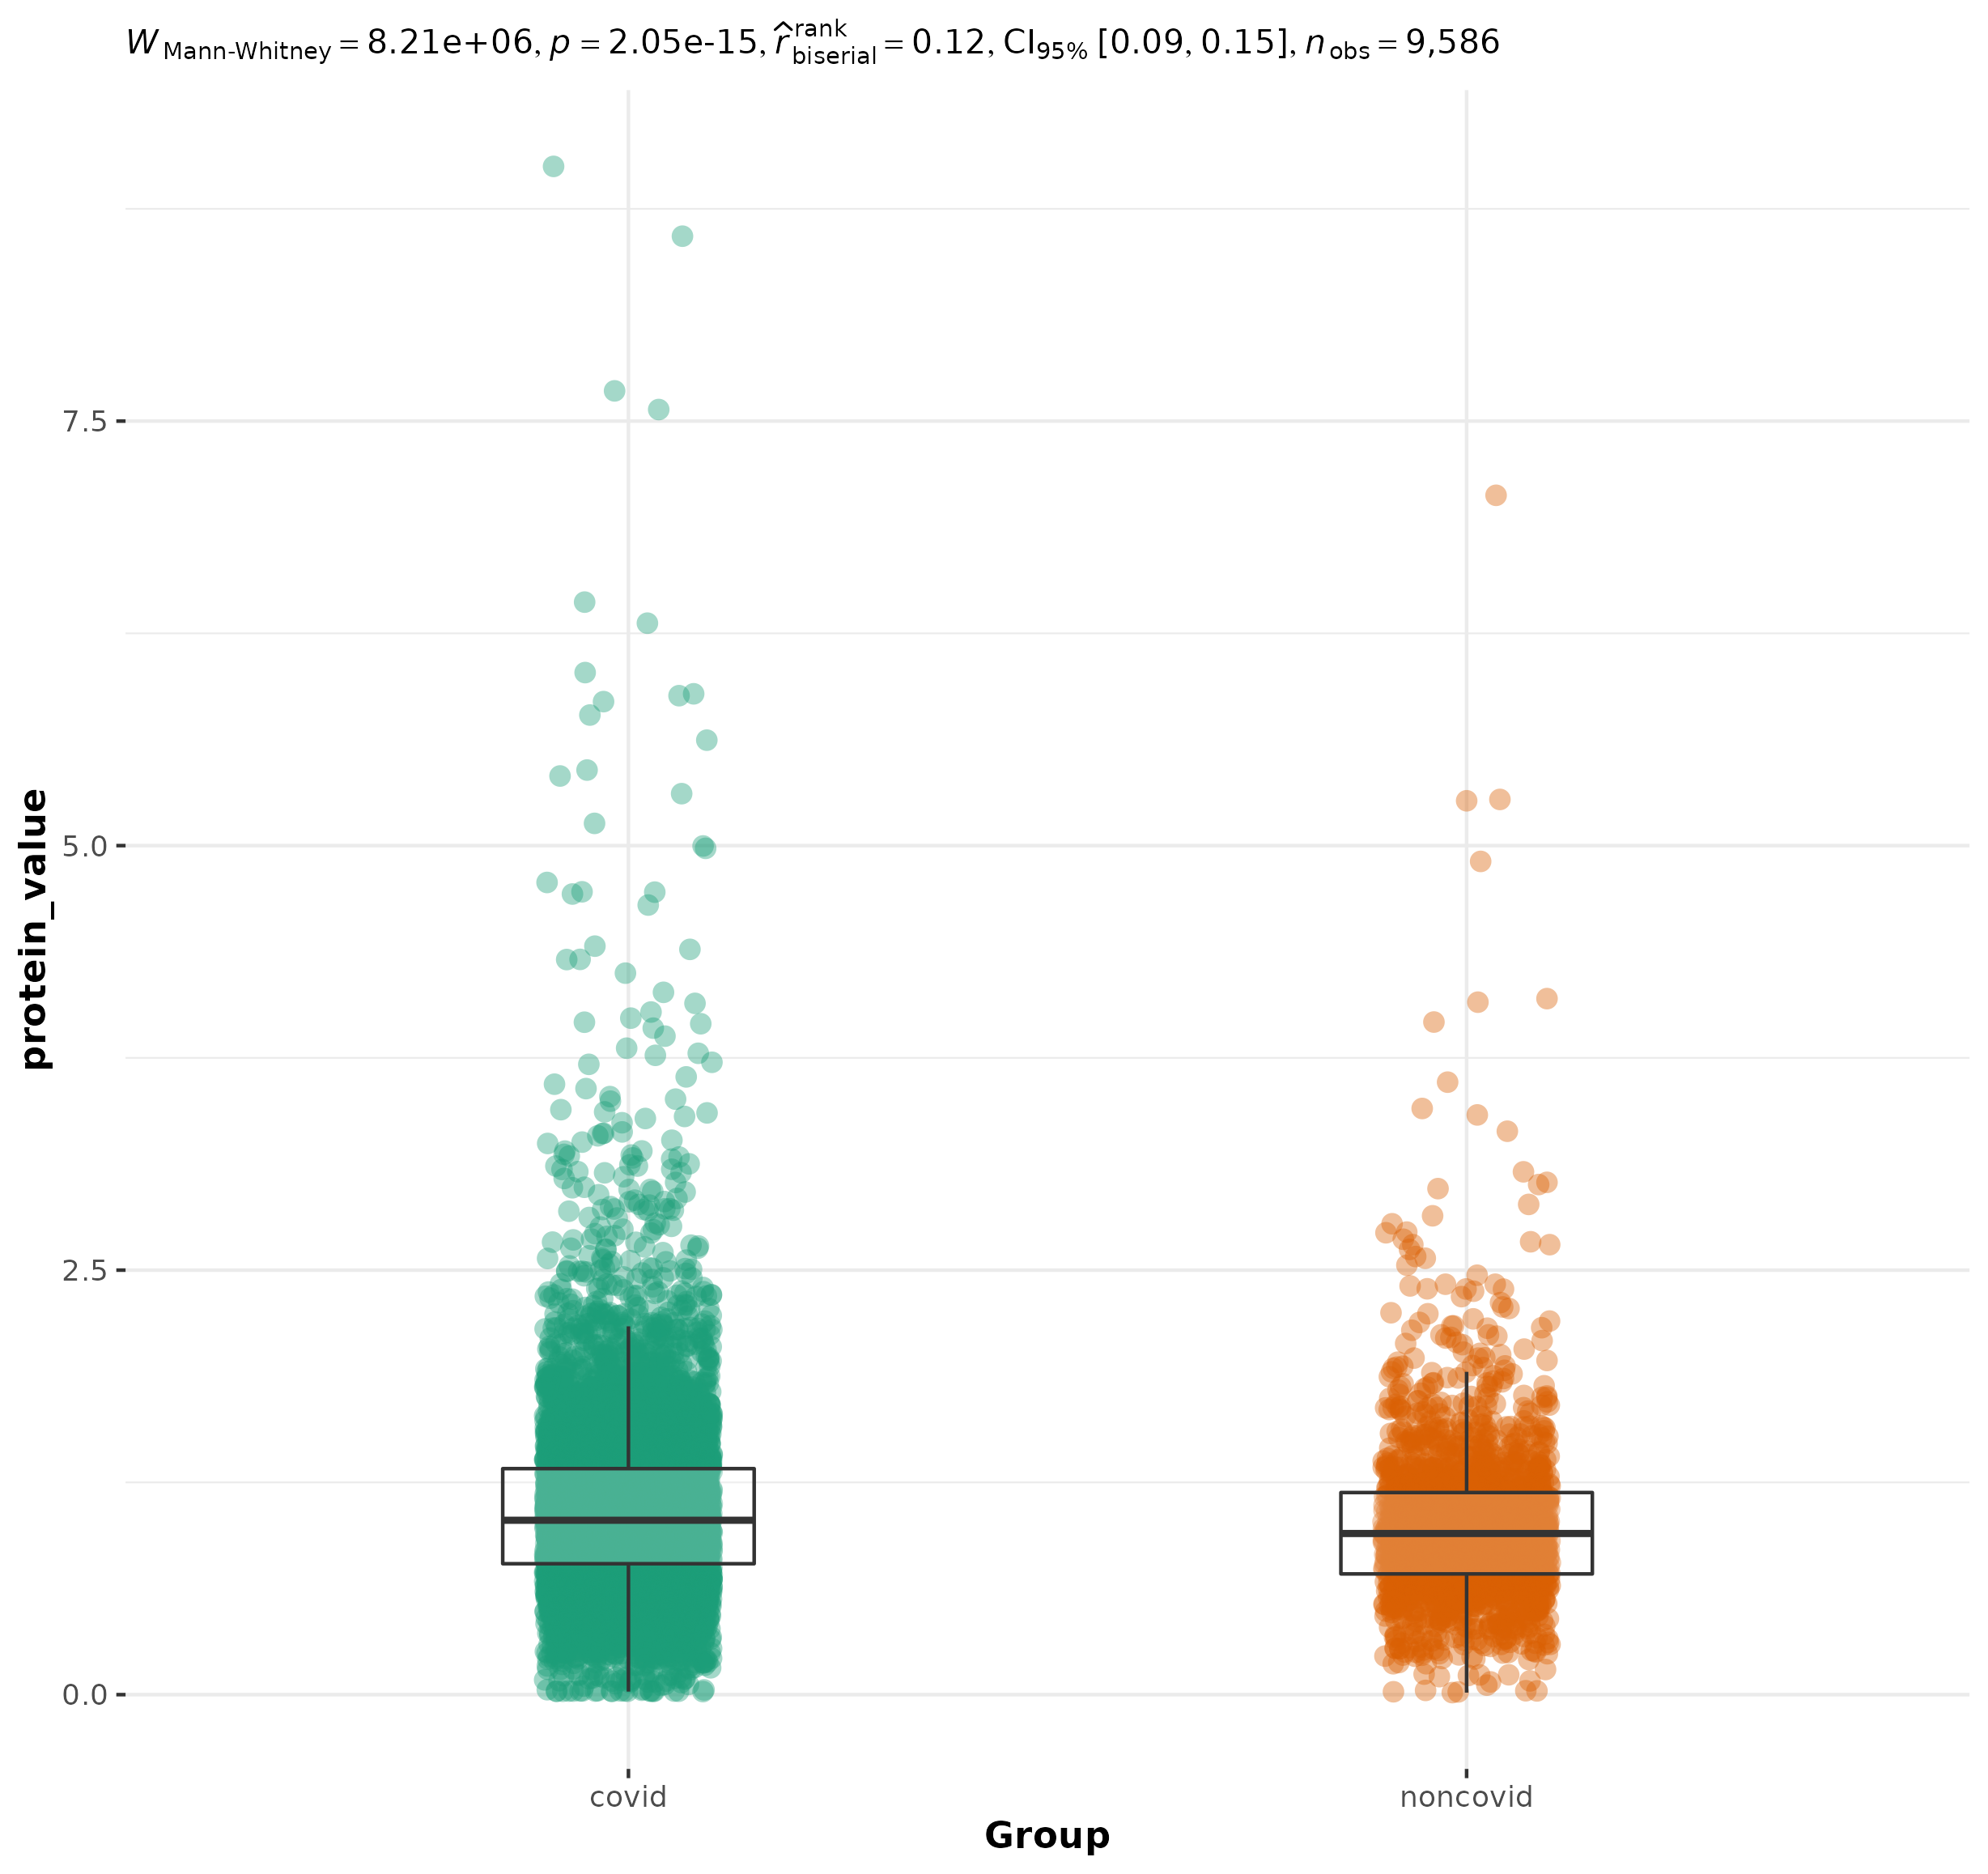 W Mann-Whitney = 8.21e+06, p = 2.05e-15, r̂ rank biserial = 0.12, CI95% [0.09, 0.15], n obs = 9,586
7.5
5.0
2.5
0.0
protein_value
covid
noncovid
Group